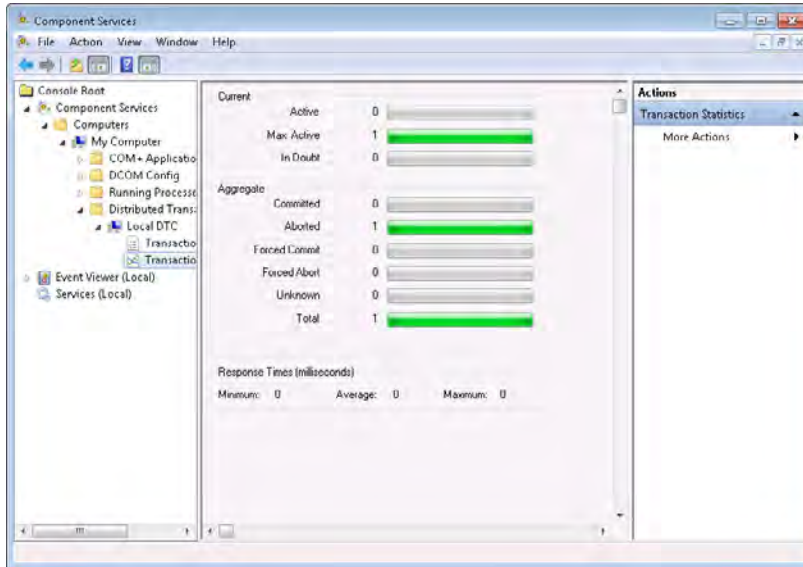 Component Services
File Action View Window Help
Console Root
Component Services
Computers
My Computer
COM+ Applicatio
DCOM Config
Running Processe
Distributed Trans
Local DTC
Transactio
Transactio
Event Viewer (Local)
Services (Local)
Current
Active 0
Max Active 1
In Doubt 0
Aggregate
Committed 0
Aborted 1
Forced Commit 0
Forced Abort 0
Unknown 0
Total 1
Response Times (milliseconds)
Minimum: 0 Average: 0 Maximum: 0
Actions
Transaction Statistics
More Actions